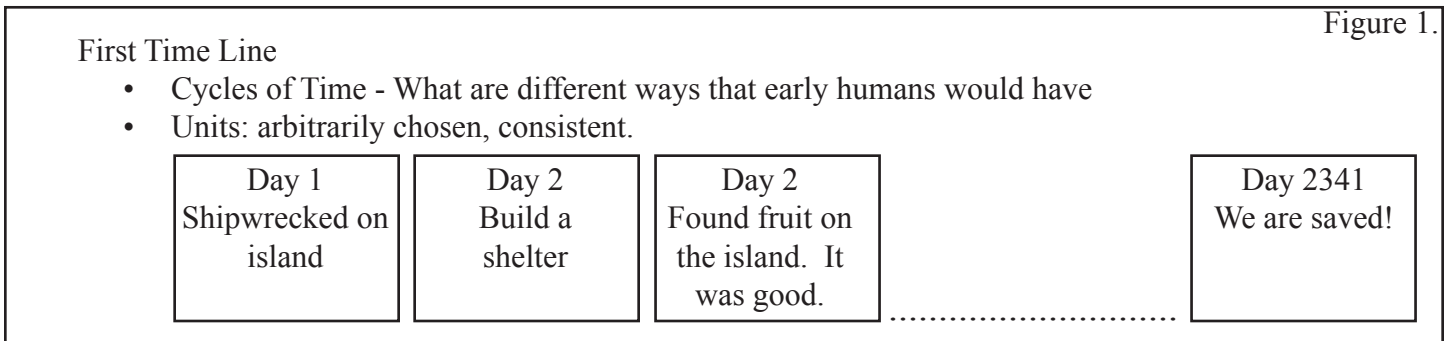 Figure 1.
First Time Line
• Cycles of Time - What are different ways that early humans would have
• Units: arbitrarily chosen, consistent.
Day 1
Shipwrecked on
island
Day 2
Build a
shelter
Day 2
Found fruit on
the island.  It
was good.
.............................
Day 2341
We are saved!